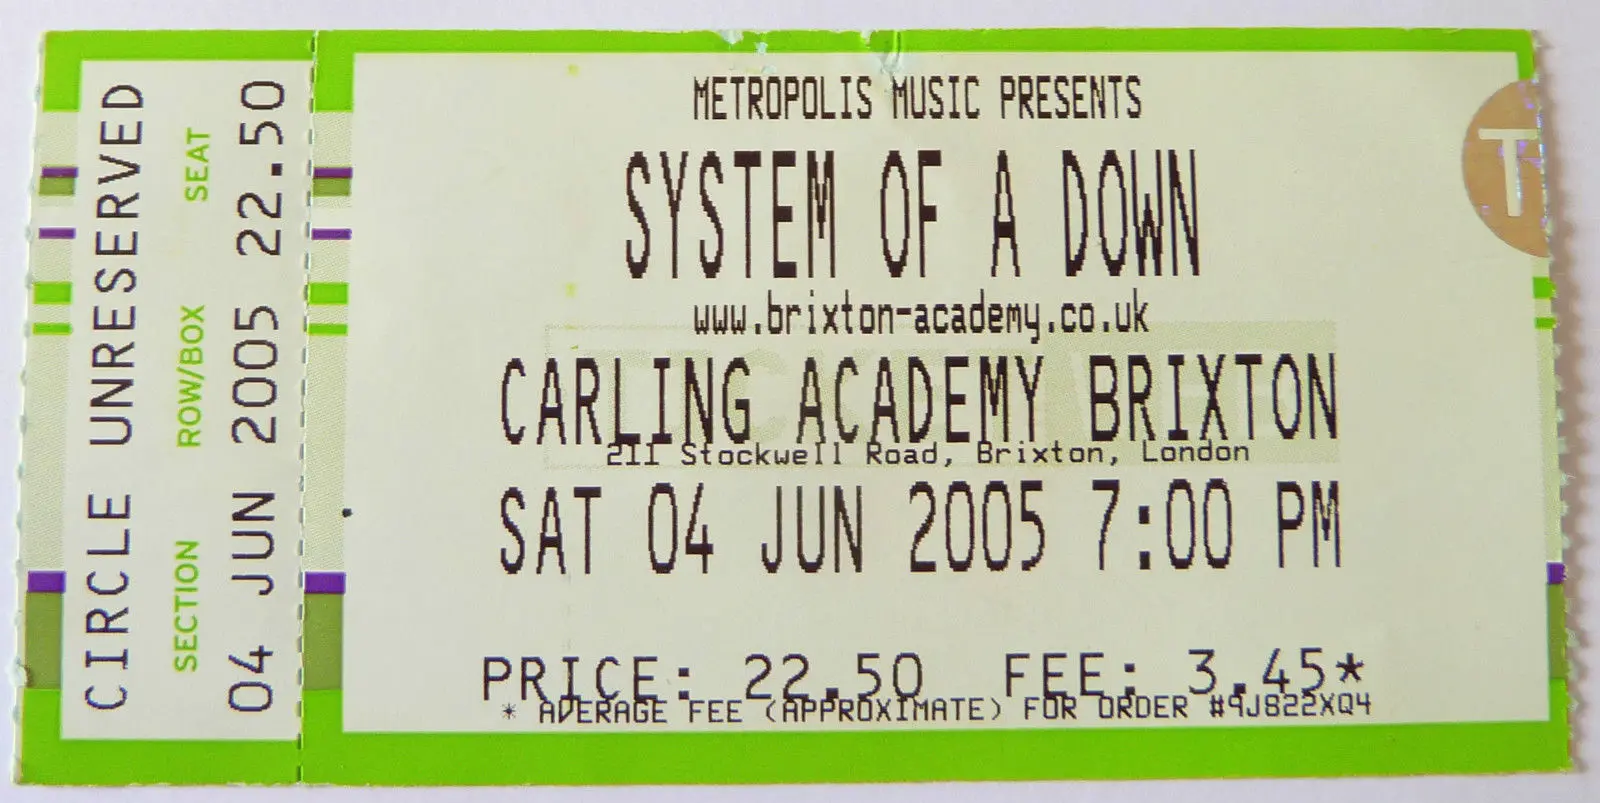 CIRCLE UNRESERVED
SECTION ROW/BOX SEAT
04 JUN 2005 22.50
METROPOLIS MUSIC PRESENTS
SYSTEM OF A DOWN
www.brixton-academy.co.uk
CARLING ACADEMY BRIXTON
211 Stockwell Road, Brixton, London
SAT 04 JUN 2005 7:00 PM
PRICE: 22.50 FEE: 3.45*
* AVERAGE FEE (APPROXIMATE) FOR ORDER #9J822XQ4
T